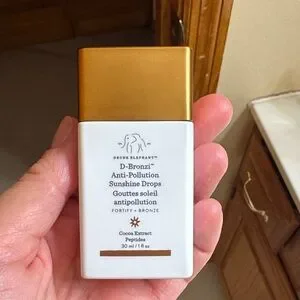 DRUNK ELEPHANT™
D-Bronzi™
Anti-Pollution
Sunshine Drops
Gouttes soleil
antipollution
FORTIFY + BRONZE
Cocoa Extract
Peptides
30 ml / 1 fl oz